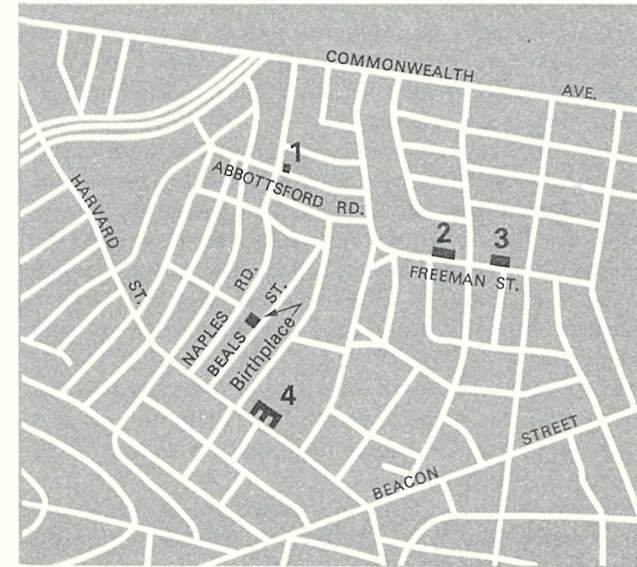 COMMONWEALTH AVE.
1
ABBOTTSFORD RD.
HARVARD ST.
2
3
FREEMAN ST.
NAPLES RD.
BEALS ST.
Birthplace
4
BEACON STREET